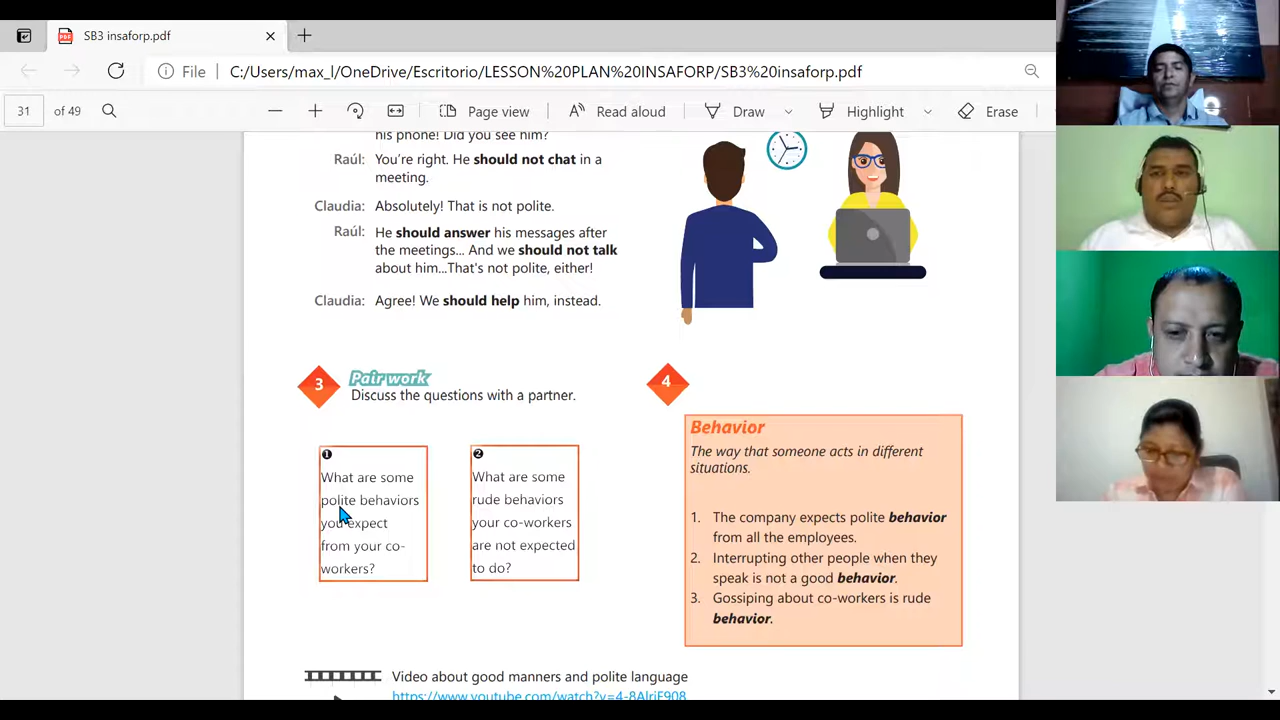 SB3 insaforp.pdf
File
C:/Users/max_l/OneDrive/Escritorio/
N%20PLAN%20INSAFORP/SB3%20insaforp.pdf
31 of 49
Page view
Read aloud
Draw
Highlight
Erase
his phone! Did you see him?
Raúl: You're right. He should not chat in a
meeting.
Claudia: Absolutely! That is not polite.
Raúl: He should answer his messages after
the meetings... And we should not talk
about him...That's not polite, either!
Claudia: Agree! We should help him, instead.
3 Pair work
Discuss the questions with a partner.
❶
What are some
polite behaviors
you expect
from your co-
workers?
❷
What are some
rude behaviors
your co-workers
are not expected
to do?
4
Behavior
The way that someone acts in different
situations.
1. The company expects polite behavior
from all the employees.
2. Interrupting other people when they
speak is not a good behavior.
3. Gossiping about co-workers is rude
behavior.
Video about good manners and polite language